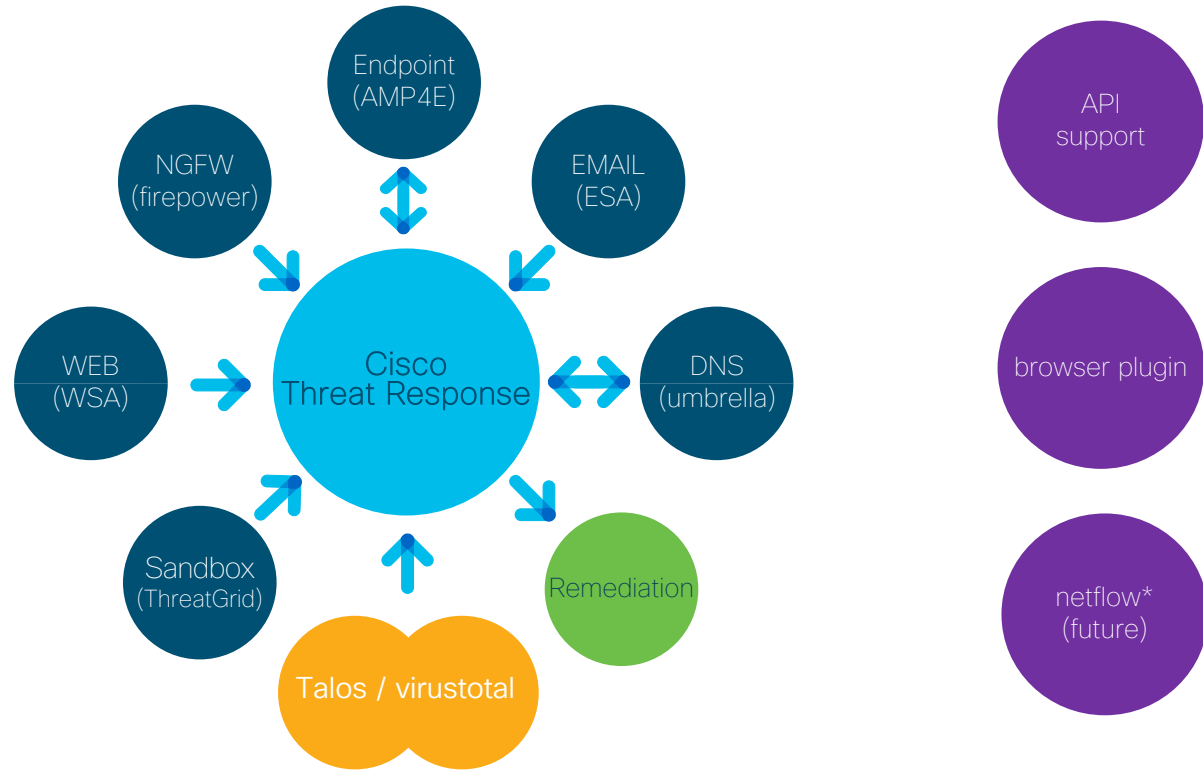 Endpoint
(AMP4E)
NGFW
(firepower)
EMAIL
(ESA)
WEB
(WSA)
Cisco
Threat Response
DNS
(umbrella)
Sandbox
(ThreatGrid)
Remediation
Talos / virustotal
API
support
browser plugin
netflow*
(future)